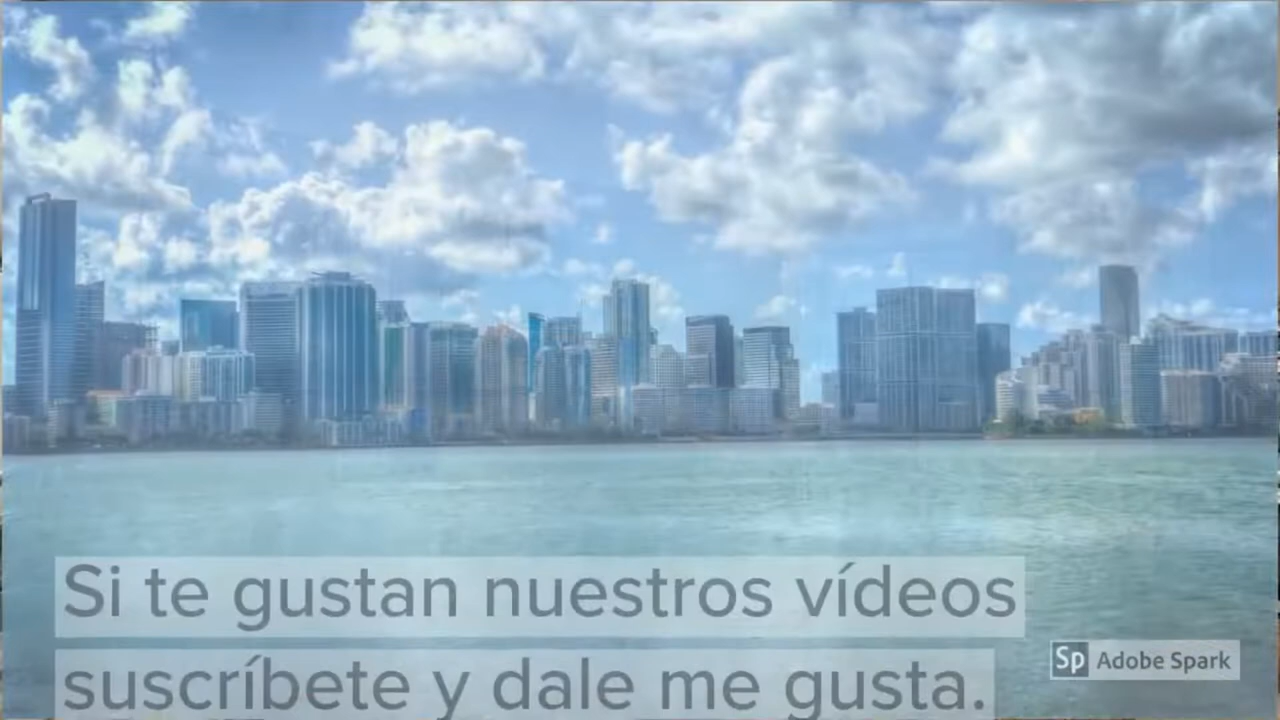 Si te gustan nuestros vídeos
suscríbete y dale me gusta.
Sp Adobe Spark